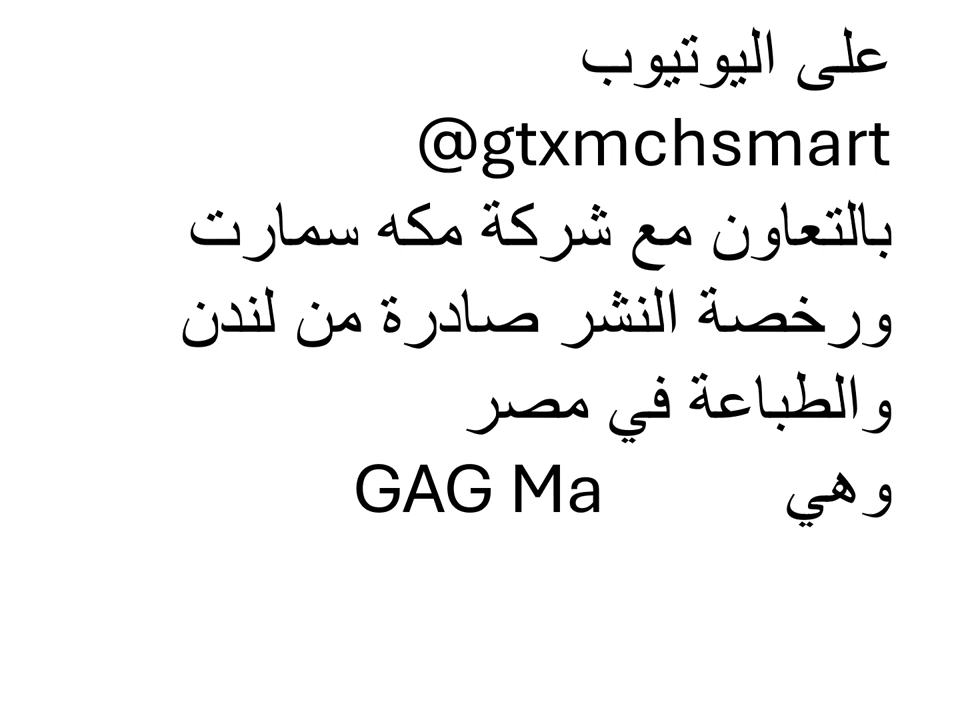 على اليوتيوب
@gtxmchsmart
بالتعاون مع شركة مكه سمارت
ورخصة النشر صادرة من لندن
والطباعة في مصر
وهي GAG Ma